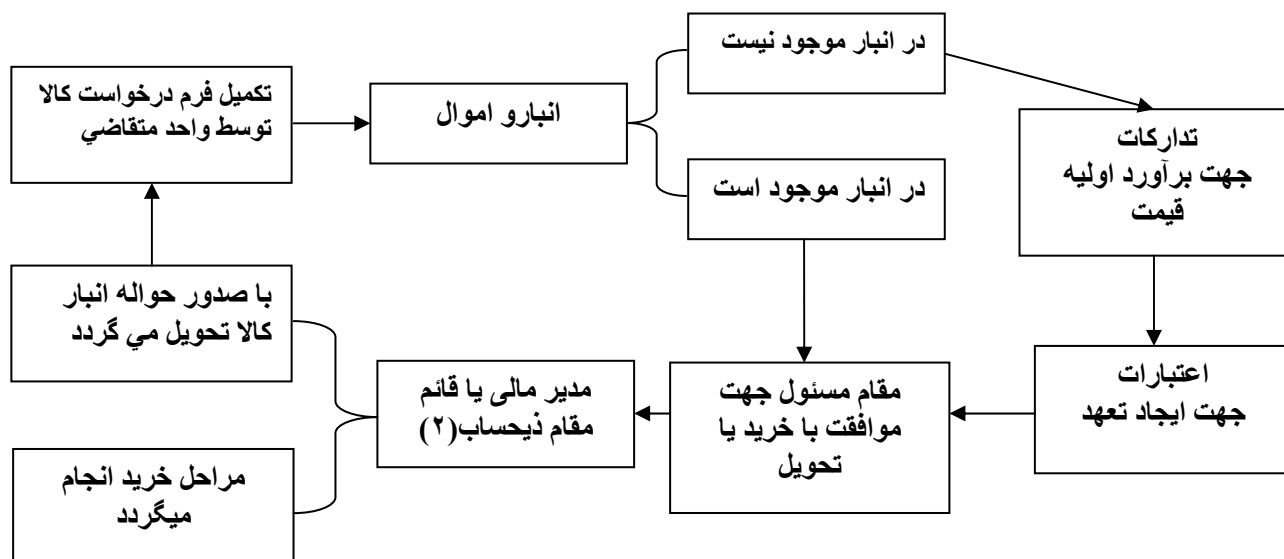 تکمیل فرم درخواست کالا
توسط واحد متقاضي
انبارو اموال
در انبار موجود نیست
در انبار موجود است
تدارکات
جهت برآورد اولیه
قیمت
اعتبارات
جهت ایجاد تعهد
مقام مسئول جهت
موافقت با خرید یا
تحویل
مدیر مالی یا قائم
مقام ذیحساب(۲)
با صدور حواله انبار
کالا تحویل مي گردد
مراحل خرید انجام
میگردد